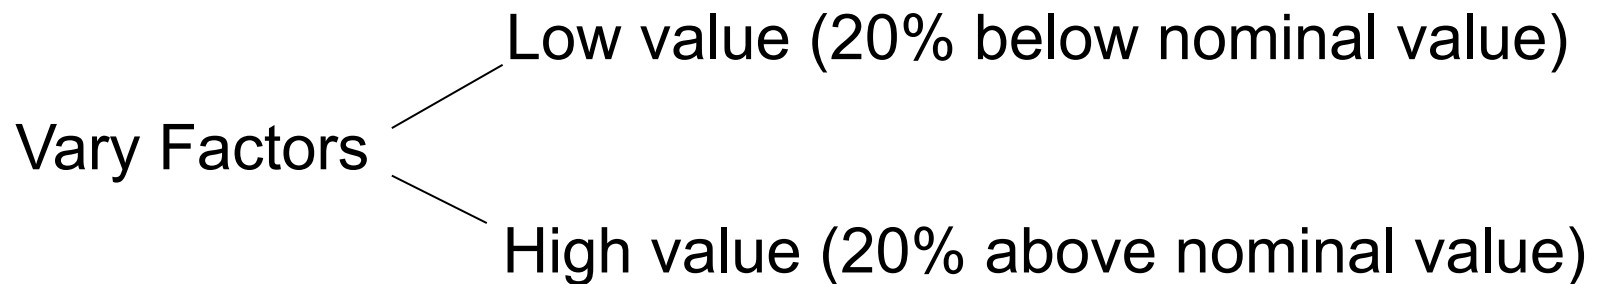 Low value (20% below nominal value)
Vary Factors
High value (20% above nominal value)